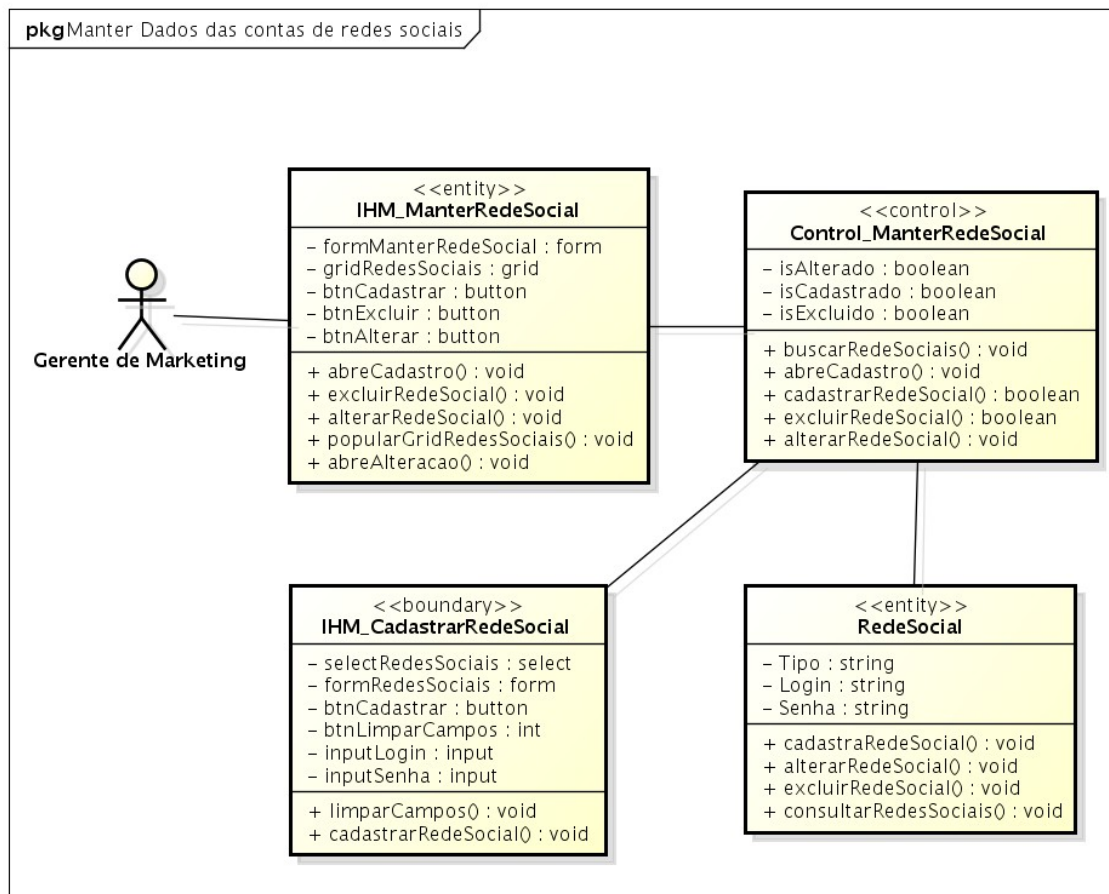 pkg Manter Dados das contas de redes sociais
Gerente de Marketing
<<entity>>
IHM_ManterRedeSocial
– formManterRedeSocial : form
– gridRedesSociais : grid
– btnCadastrar : button
– btnExcluir : button
– btnAlterar : button
+ abreCadastro() : void
+ excluirRedeSocial() : void
+ alterarRedeSocial() : void
+ popularGridRedesSociais() : void
+ abreAlteracao() : void
<<control>>
Control_ManterRedeSocial
– isAlterado : boolean
– isCadastrado : boolean
– isExcluido : boolean
+ buscarRedeSociais() : void
+ abreCadastro() : void
+ cadastrarRedeSocial() : boolean
+ excluirRedeSocial() : boolean
+ alterarRedeSocial() : void
<<boundary>>
IHM_CadastrarRedeSocial
– selectRedesSociais : select
– formRedesSociais : form
– btnCadastrar : button
– btnLimparCampos : int
– inputLogin : input
– inputSenha : input
+ limparCampos() : void
+ cadastrarRedeSocial() : void
<<entity>>
RedeSocial
– Tipo : string
– Login : string
– Senha : string
+ cadastraRedeSocial() : void
+ alterarRedeSocial() : void
+ excluirRedeSocial() : void
+ consultarRedesSociais() : void